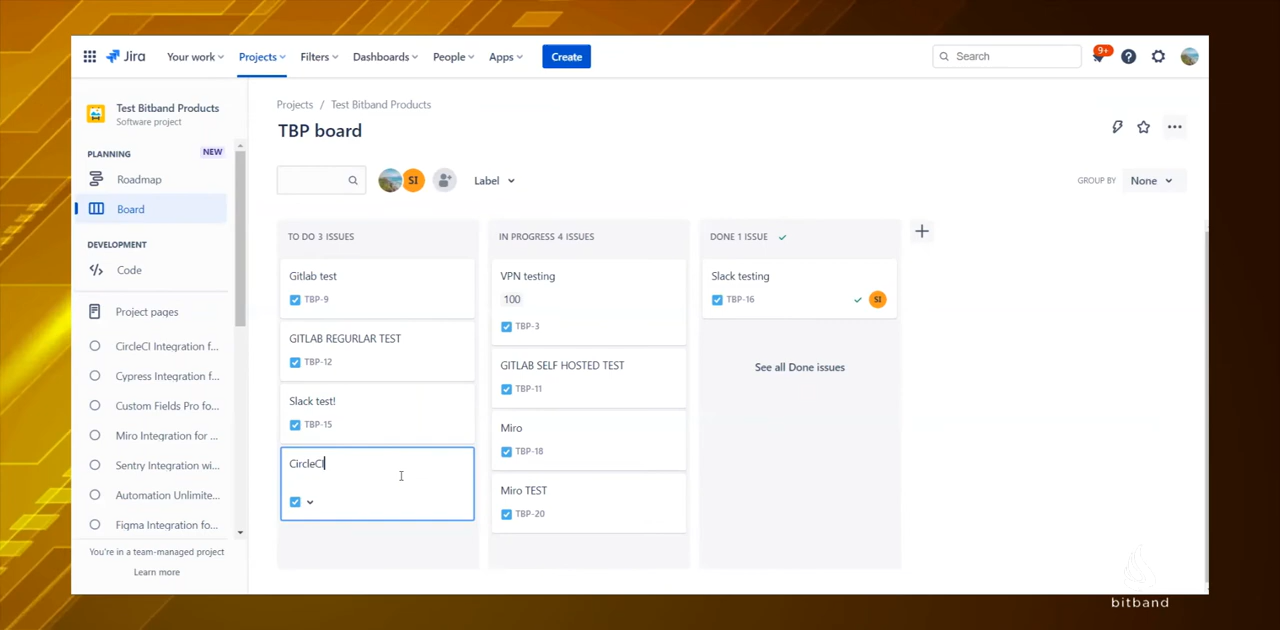 Jira
Your work
Projects
Filters
Dashboards
People
Apps
Create
Search
9+
Test Bitband Products
Software project
PLANNING
NEW
Roadmap
Board
DEVELOPMENT
Code
Project pages
CircleCI Integration f...
Cypress Integration f...
Custom Fields Pro fo...
Miro Integration for ...
Sentry Integration wi...
Automation Unlimite...
Figma Integration fo...
You're in a team-managed project
Learn more
Projects / Test Bitband Products
TBP board
SI
Label
GROUP BY
None
TO DO 3 ISSUES
Gitlab test
TBP-9
GITLAB REGURLAR TEST
TBP-12
Slack test!
TBP-15
CircleCI
IN PROGRESS 4 ISSUES
VPN testing
100
TBP-3
GITLAB SELF HOSTED TEST
TBP-11
Miro
TBP-18
Miro TEST
TBP-20
DONE 1 ISSUE
Slack testing
TBP-16
SI
See all Done issues
bitband